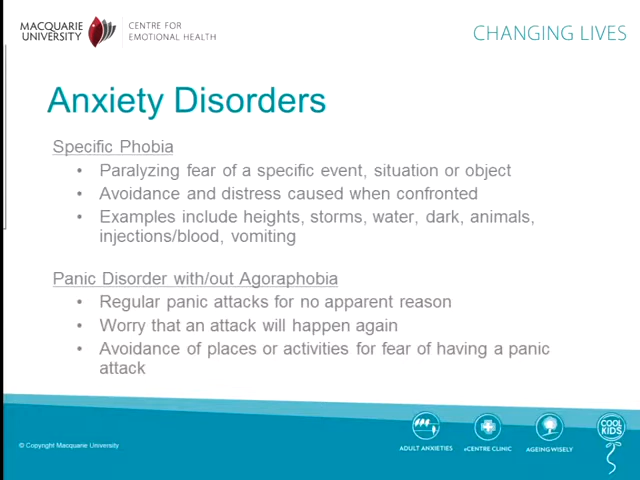 MACQUARIE
UNIVERSITY
CENTRE FOR
EMOTIONAL HEALTH
CHANGING LIVES
Anxiety Disorders
Specific Phobia
• Paralyzing fear of a specific event, situation or object
• Avoidance and distress caused when confronted
• Examples include heights, storms, water, dark, animals,
injections/blood, vomiting
Panic Disorder with/out Agoraphobia
• Regular panic attacks for no apparent reason
• Worry that an attack will happen again
• Avoidance of places or activities for fear of having a panic
attack
© Copyright Macquarie University
ADULT ANXIETIES
eCENTRE CLINIC
AGEING WISELY
COOL
KIDS